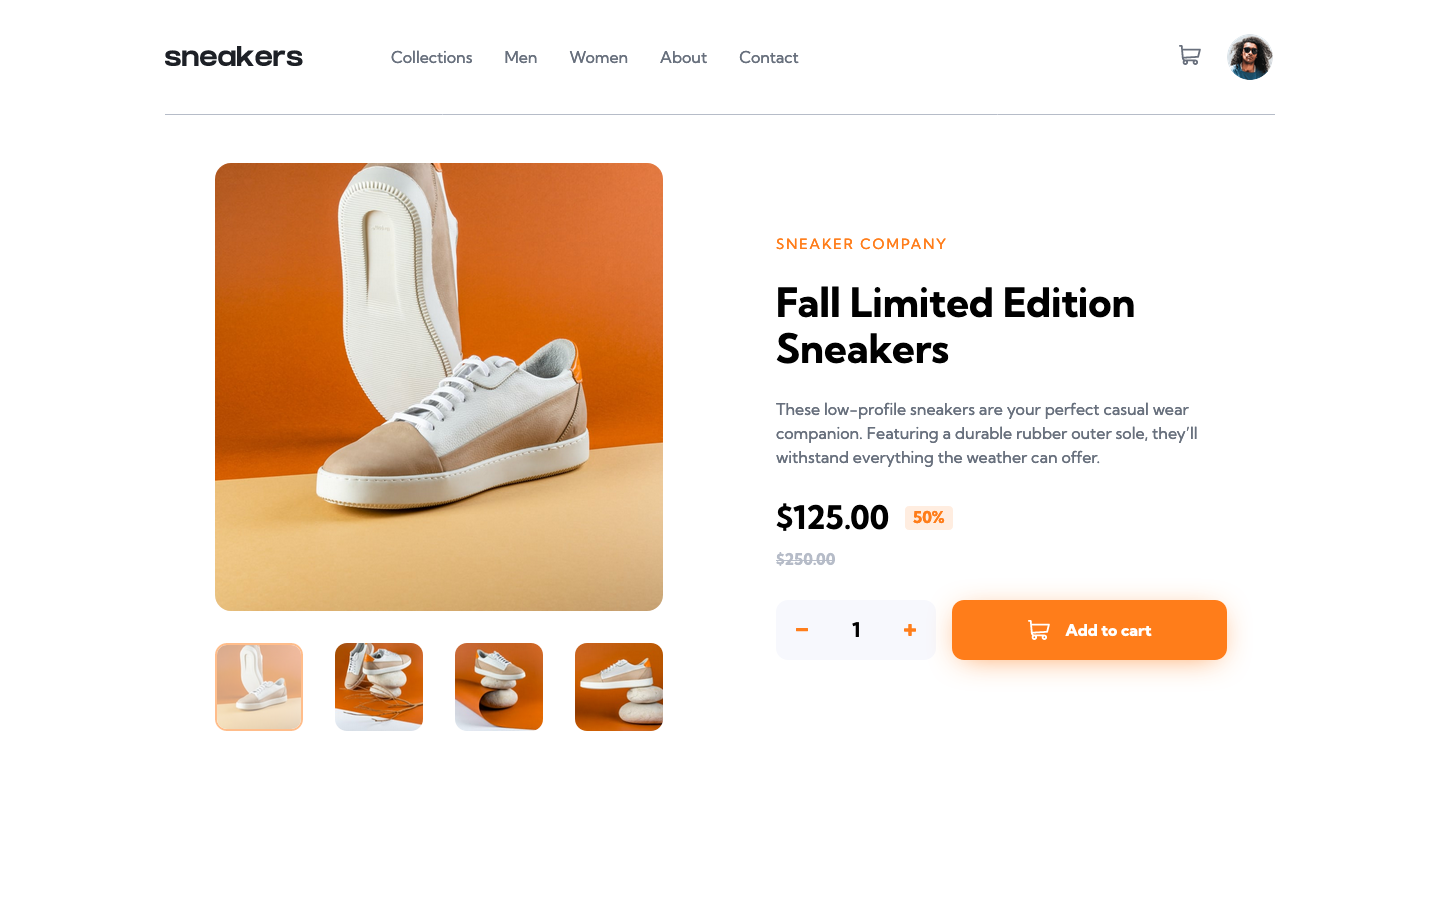 sneakers
Collections Men Women About Contact
SNEAKER COMPANY
Fall Limited Edition
Sneakers
These low-profile sneakers are your perfect casual wear
companion. Featuring a durable rubber outer sole, they’ll
withstand everything the weather can offer.
$125.00 50%
$250.00
1 Add to cart